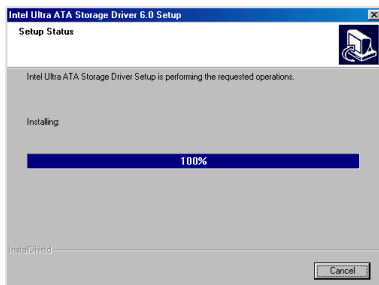 Intel Ultra ATA Storage Driver 6.0 Setup
Setup Status
Intel Ultra ATA Storage Driver Setup is performing the requested operations.
Installing:
100%
InstallShield
Cancel